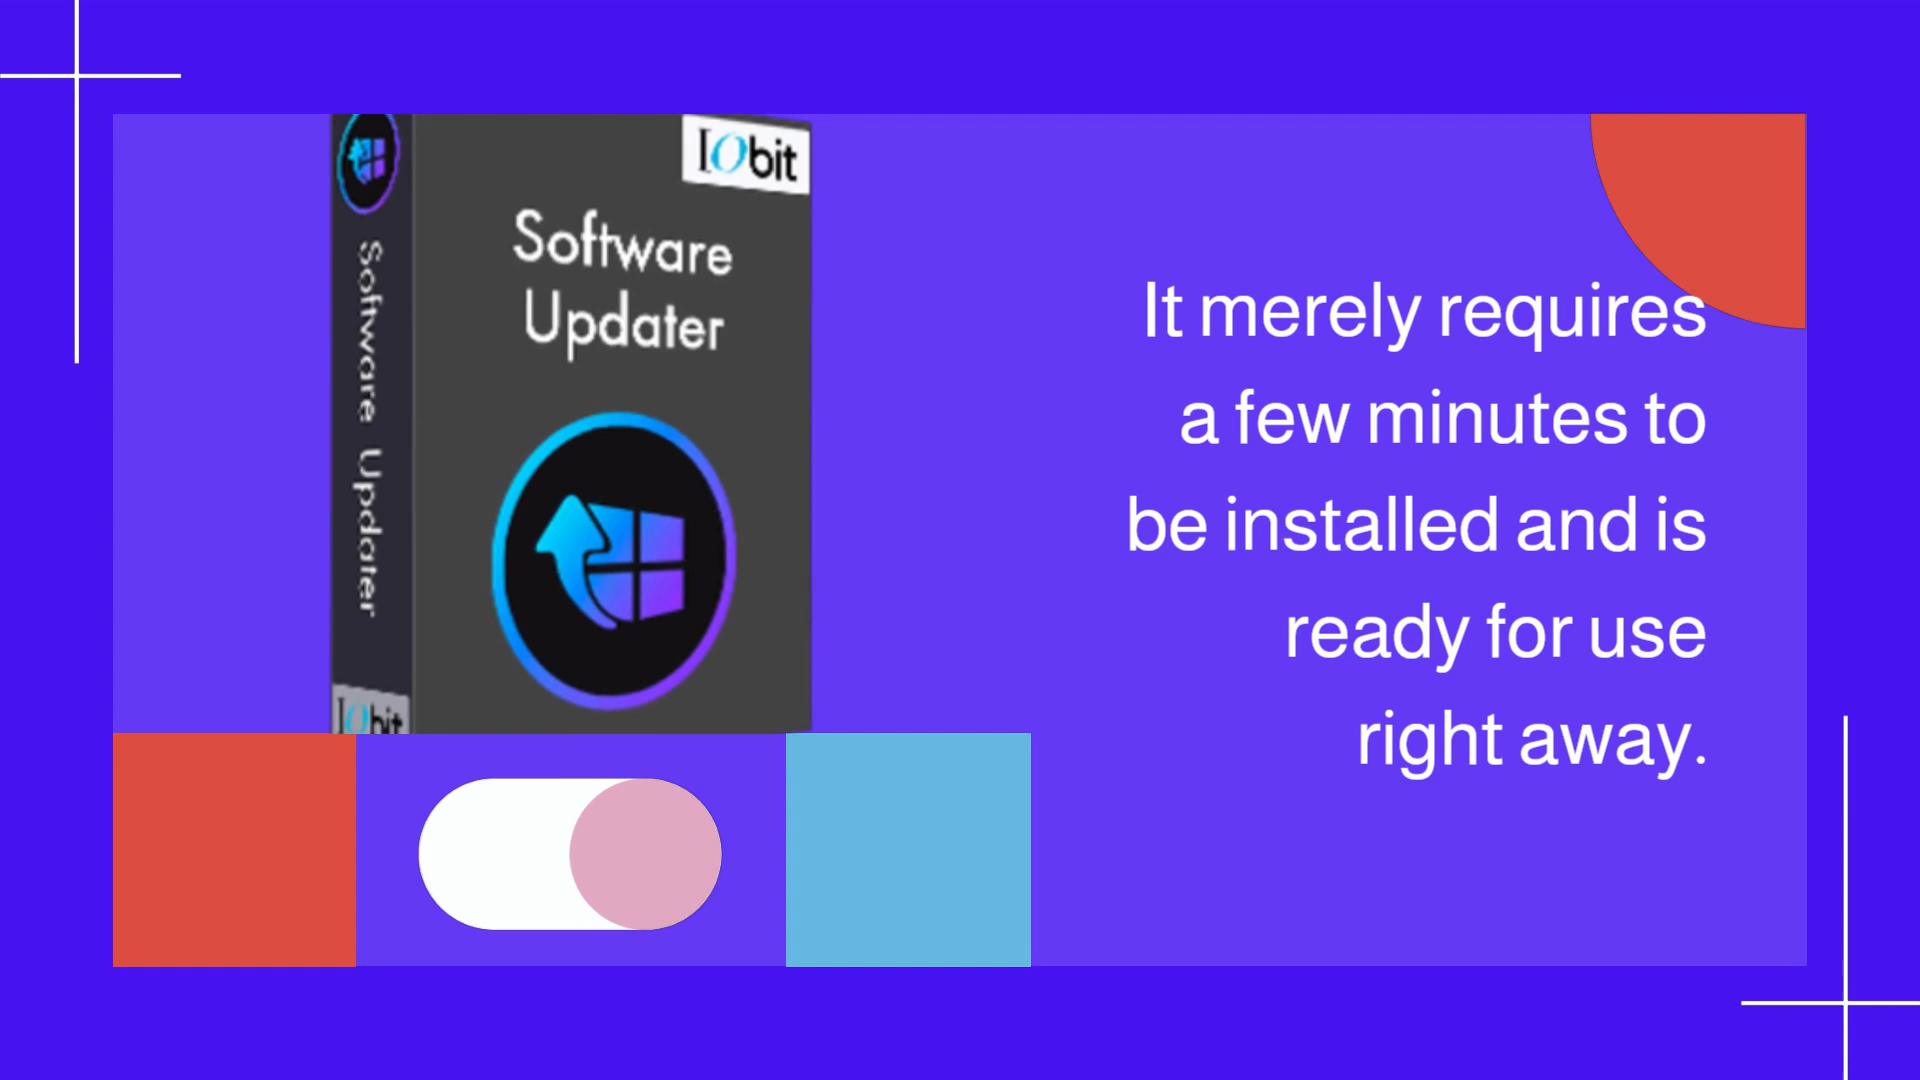 IObit
Software
Updater
Software Updater
IObit
It merely requires
a few minutes to
be installed and is
ready for use
right away.